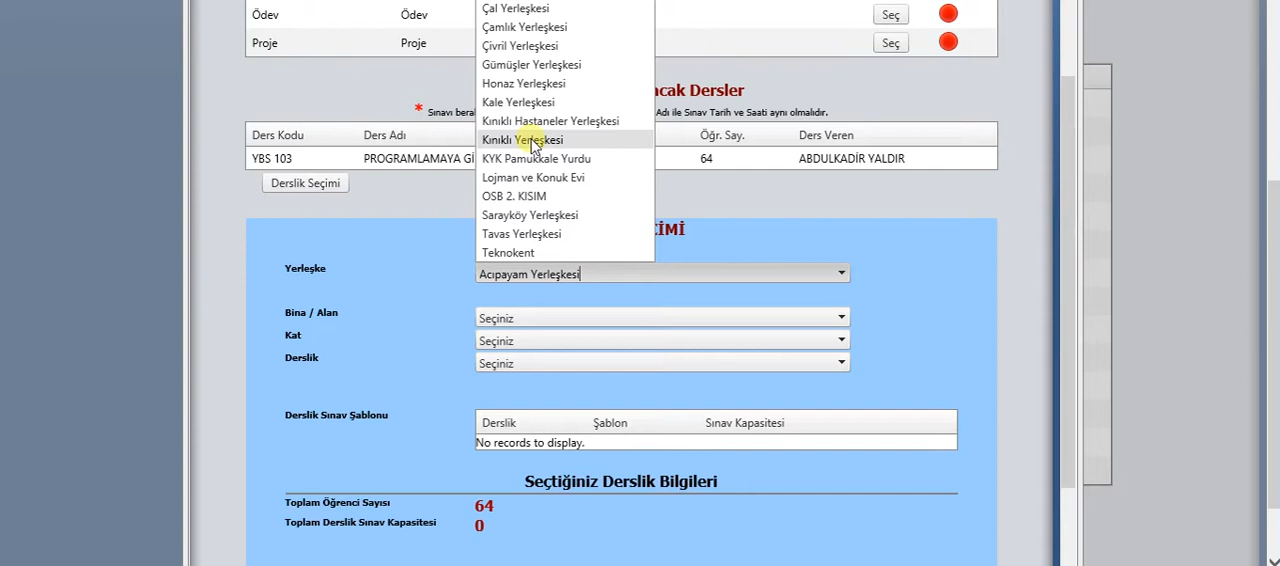 Çal Yerleşkesi
Ödev Ödev Seç
Çamlık Yerleşkesi
Proje Proje Çivril Yerleşkesi Seç
Gümüşler Yerleşkesi
Honaz Yerleşkesi
cak Dersler
Kale Yerleşkesi
* Sınavı bera Adı ile Sınav Tarih ve Saati aynı olmalıdır.
Kınıklı Hastaneler Yerleşkesi
Ders Kodu Ders Adı Kınıklı Yerleşkesi Öğr. Say. Ders Veren
YBS 103 PROGRAMLAMAYA Gİ KYK Pamukkale Yurdu 64 ABDULKADİR YALDIR
Derslik Seçimi Lojman ve Konuk Evi
OSB 2. KISIM
Sarayköy Yerleşkesi
Tavas Yerleşkesi ÇİMİ
Teknokent
Yerleşke Acıpayam Yerleşkesi
Bina / Alan Seçiniz
Kat Seçiniz
Derslik Seçiniz
Derslik Sınav Şablonu Derslik Şablon Sınav Kapasitesi
No records to display.
Seçtiğiniz Derslik Bilgileri
Toplam Öğrenci Sayısı 64
Toplam Derslik Sınav Kapasitesi 0